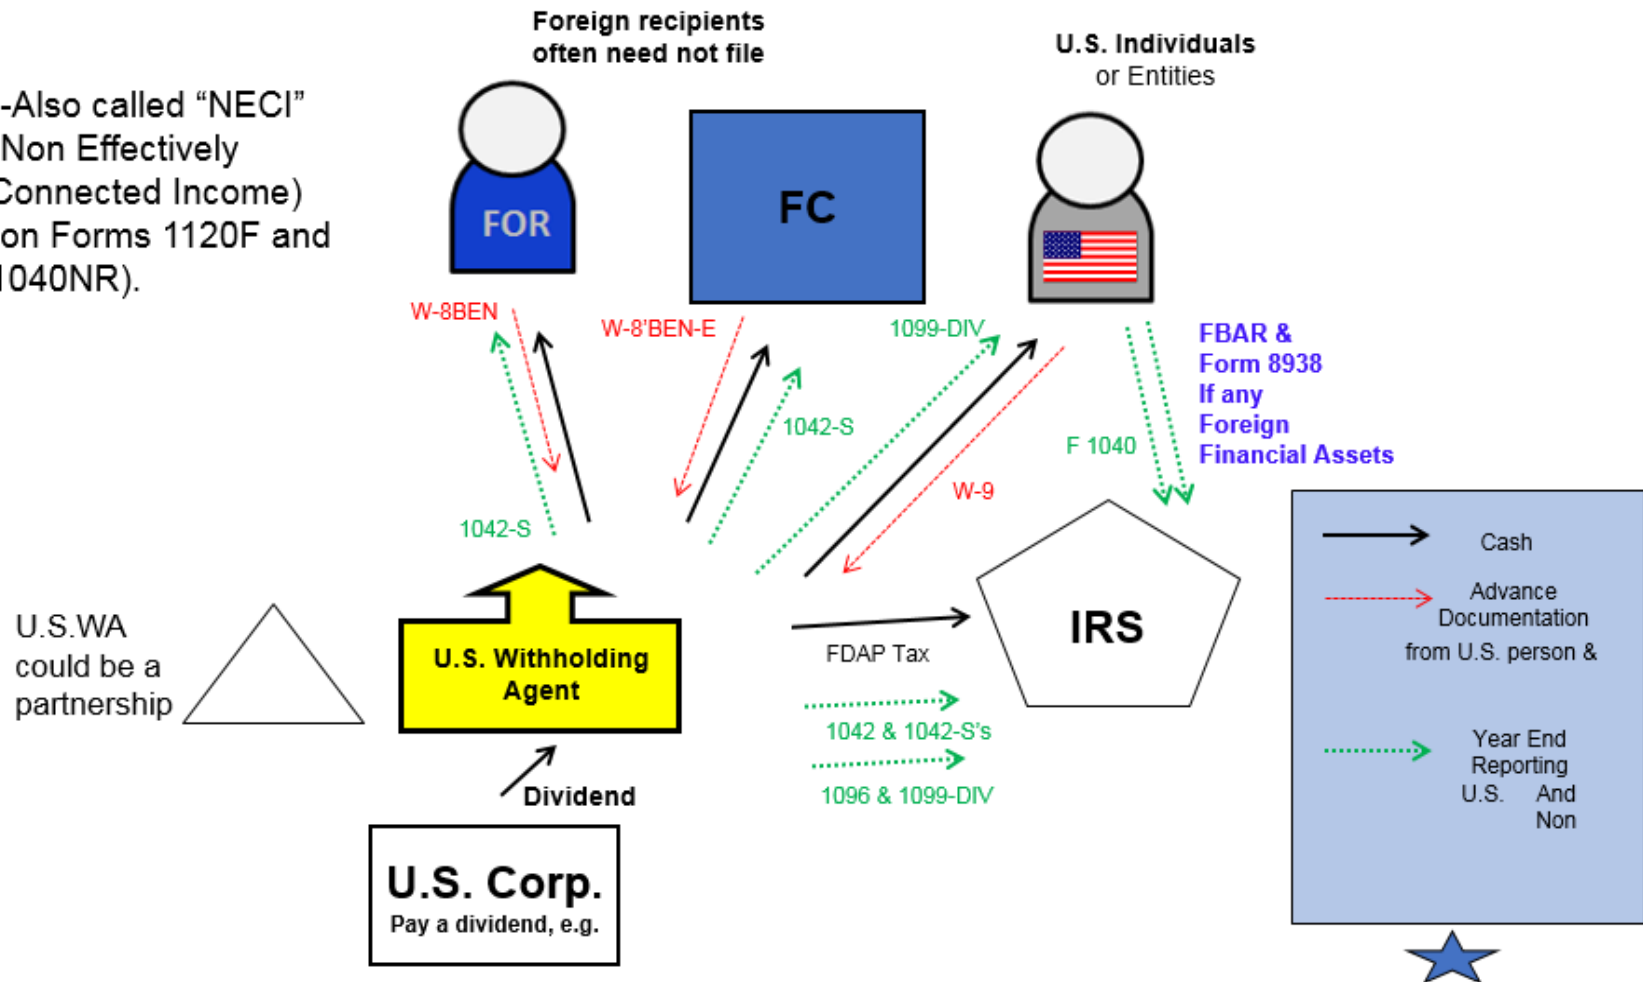 Foreign recipients
often need not file
U.S. Individuals
or Entities
-Also called “NECI”
Non Effectively
Connected Income)
on Forms 1120F and
1040NR).
FOR
FC
W-8BEN
W-8'BEN-E
1099-DIV
FBAR &
Form 8938
If any
Foreign
Financial Assets
1042-S
F 1040
W-9
1042-S
Cash
Advance
Documentation
from U.S. person &
Year End
Reporting
U.S. And
Non
U.S.WA
could be a
partnership
U.S. Withholding
Agent
FDAP Tax
IRS
1042 & 1042-S's
1096 & 1099-DIV
Dividend
U.S. Corp.
Pay a dividend, e.g.